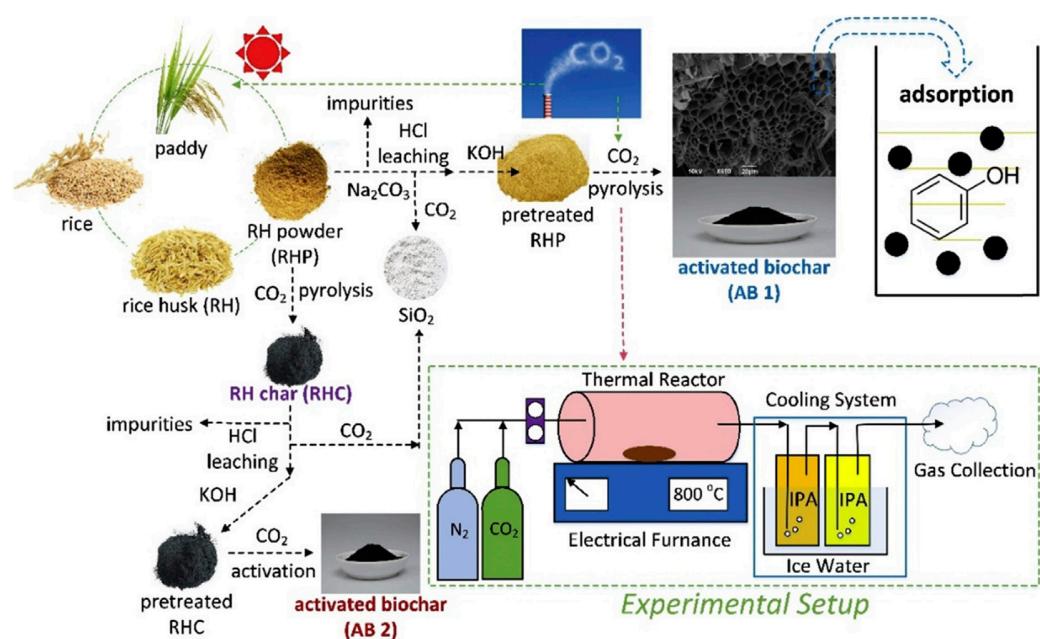 CO2
impurities
HCl
leaching
KOH
Na2CO3
CO2
CO2
pyrolysis
adsorption
OH
paddy
rice
RH powder
(RHP)
pretreated
RHP
10kV X610 20μm
activated biochar
(AB 1)
rice husk (RH)
CO2 pyrolysis
SiO2
RH char (RHC)
impurities
HCl
leaching
CO2
KOH
CO2
activation
pretreated
RHC
activated biochar
(AB 2)
Thermal Reactor
Cooling System
Gas Collection
N2
CO2
800 °C
IPA
IPA
Electrical Furnance
Ice Water
Experimental Setup